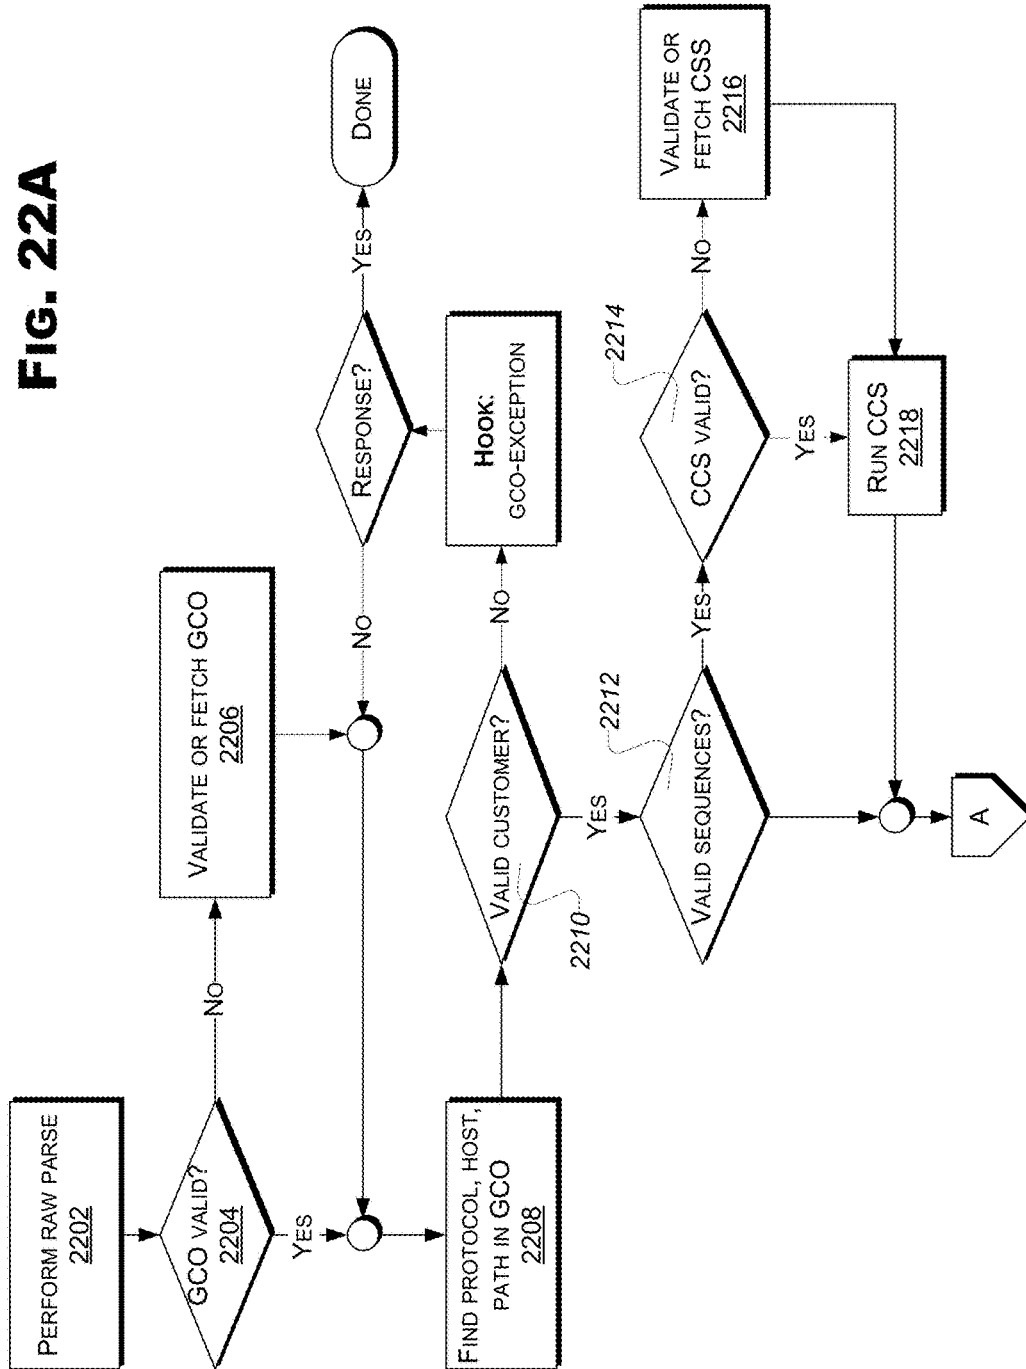 FIG. 22A
PERFORM RAW PARSE
2202
GCO VALID?
2204
NO
VALIDATE OR FETCH GCO
2206
YES
NO
RESPONSE?
YES
DONE
FIND PROTOCOL, HOST,
PATH IN GCO
2208
VALID CUSTOMER?
2210
NO
HOOK:
GCO-EXCEPTION
YES
VALID SEQUENCES?
2212
YES
CCS VALID?
2214
NO
VALIDATE OR
FETCH CSS
2216
YES
RUN CCS
2218
A